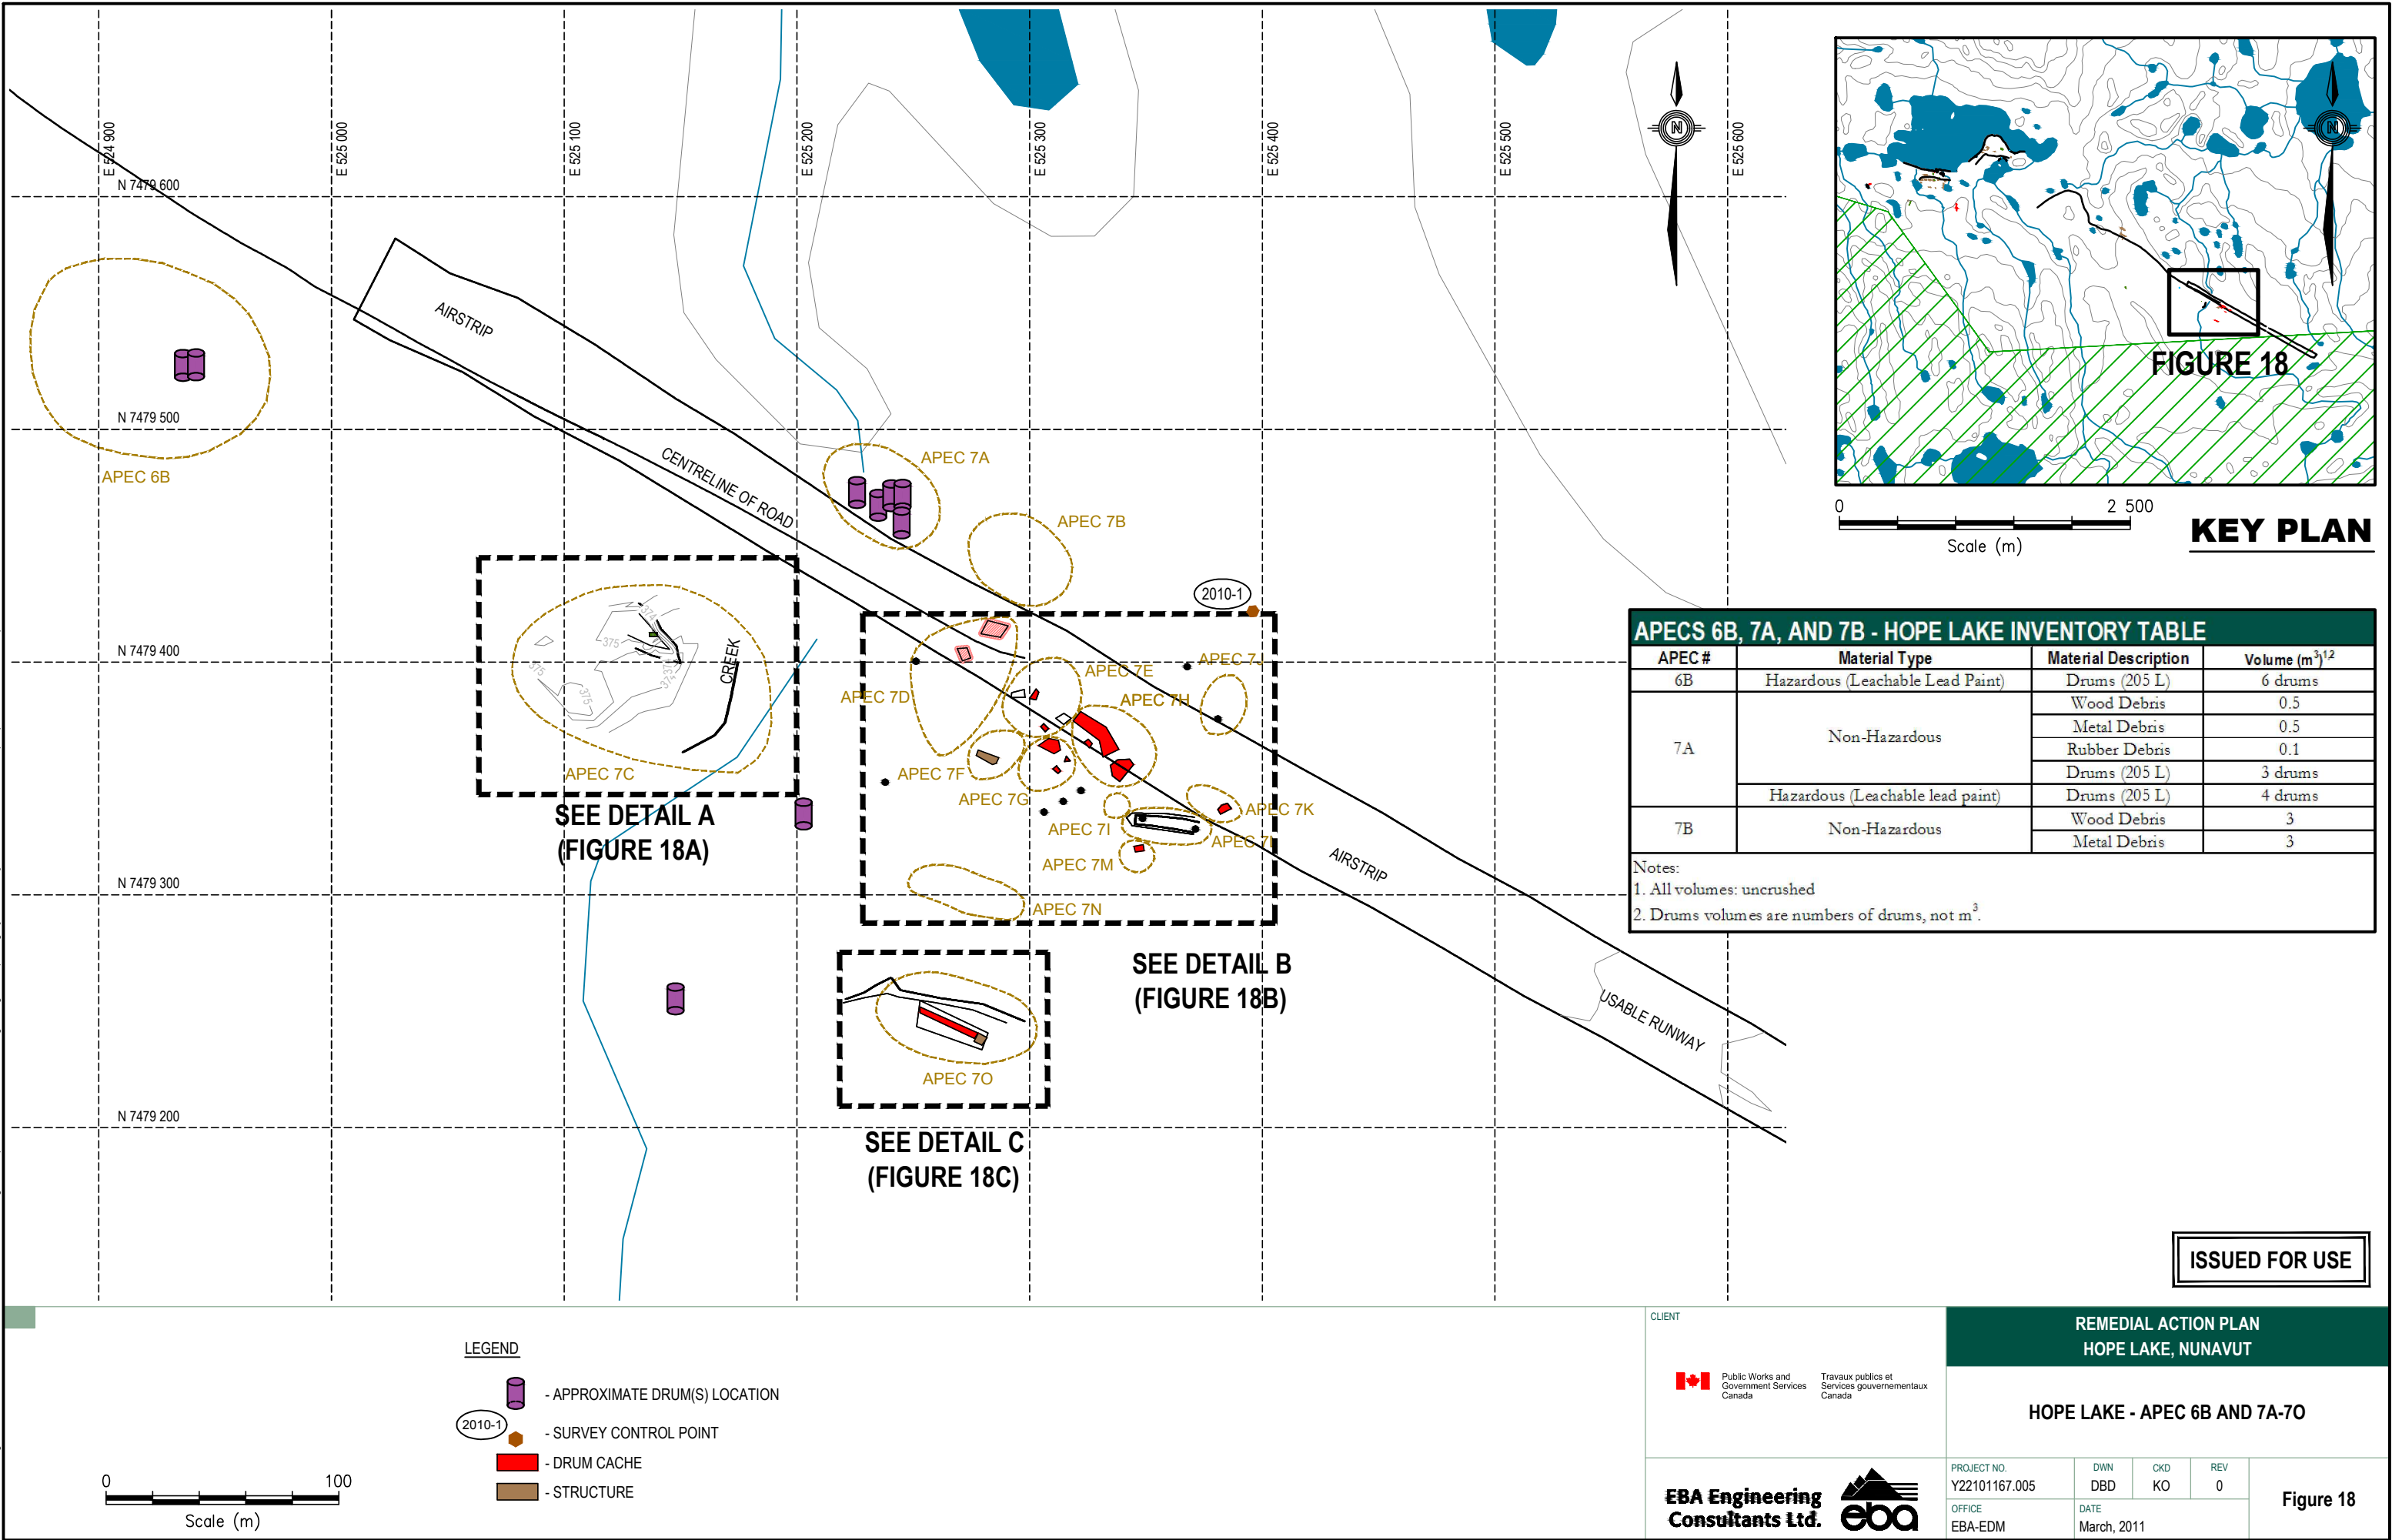 E 524 900
E 525 000
E 525 100
E 525 200
E 525 300
E 525 400
E 525 500
E 525 600
N 7479 600
N 7479 500
N 7479 400
N 7479 300
N 7479 200
AIRSTRIP
CENTRELINE OF ROAD
APEC 6B
APEC 7A
APEC 7B
2010-1
374
375
375
375
CREEK
APEC 7C
SEE DETAIL A
(FIGURE 18A)
APEC 7D
APEC 7E
APEC 7J
APEC 7H
APEC 7F
APEC 7G
APEC 7K
APEC 7I
APEC 7L
APEC 7M
APEC 7N
AIRSTRIP
SEE DETAIL B
(FIGURE 18B)
USABLE RUNWAY
APEC 7O
SEE DETAIL C
(FIGURE 18C)
N
N
FIGURE 18
0 2 500
Scale (m)
KEY PLAN
APECS 6B, 7A, AND 7B - HOPE LAKE INVENTORY TABLE
APEC # Material Type Material Description Volume (m³)1,2
6B Hazardous (Leachable Lead Paint) Drums (205 L) 6 drums
7A Non-Hazardous Wood Debris 0.5
Metal Debris 0.5
Rubber Debris 0.1
Drums (205 L) 3 drums
Hazardous (Leachable lead paint) Drums (205 L) 4 drums
7B Non-Hazardous Wood Debris 3
Metal Debris 3
Notes:
1. All volumes: uncrushed
2. Drums volumes are numbers of drums, not m³.
ISSUED FOR USE
LEGEND
- APPROXIMATE DRUM(S) LOCATION
2010-1 - SURVEY CONTROL POINT
- DRUM CACHE
- STRUCTURE
0 100
Scale (m)
CLIENT
Public Works and
Government Services
Canada
Travaux publics et
Services gouvernementaux
Canada
EBA Engineering
Consultants Ltd.
eba
REMEDIAL ACTION PLAN
HOPE LAKE, NUNAVUT
HOPE LAKE - APEC 6B AND 7A-7O
PROJECT NO.
Y22101167.005
DWN
DBD
CKD
KO
REV
0
OFFICE
EBA-EDM
DATE
March, 2011
Figure 18